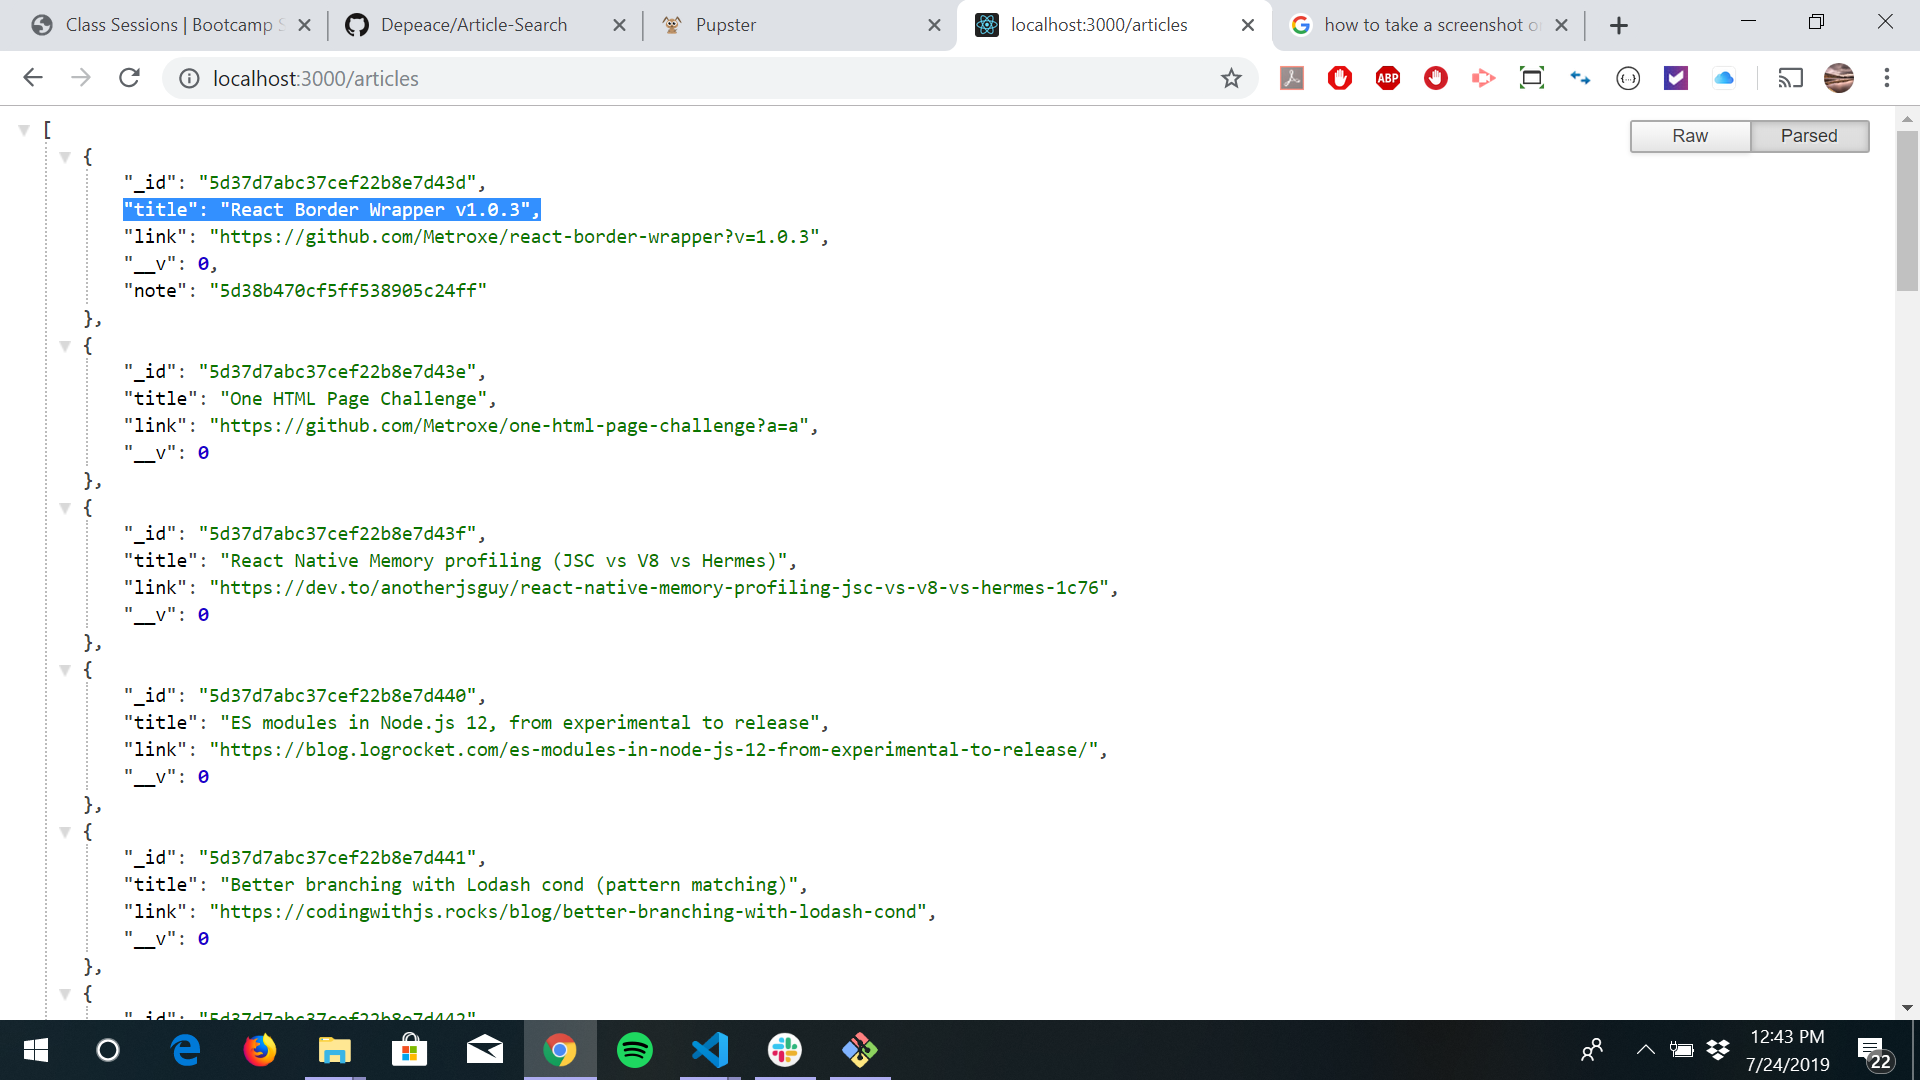 Class Sessions | Bootcamp
Depeace/Article-Search
Pupster
localhost:3000/articles
how to take a screenshot
localhost:3000/articles
ABP
Raw
Parsed
[
{
"_id": "5d37d7abc37cef22b8e7d43d",
"title": "React Border Wrapper v1.0.3",
"link": "https://github.com/Metroxe/react-border-wrapper?v=1.0.3",
"__v": 0,
"note": "5d38b470cf5ff538905c24ff"
},
{
"_id": "5d37d7abc37cef22b8e7d43e",
"title": "One HTML Page Challenge",
"link": "https://github.com/Metroxe/one-html-page-challenge?a=a",
"__v": 0
},
{
"_id": "5d37d7abc37cef22b8e7d43f",
"title": "React Native Memory profiling (JSC vs V8 vs Hermes)",
"link": "https://dev.to/anotherjsguy/react-native-memory-profiling-jsc-vs-v8-vs-hermes-1c76",
"__v": 0
},
{
"_id": "5d37d7abc37cef22b8e7d440",
"title": "ES modules in Node.js 12, from experimental to release",
"link": "https://blog.logrocket.com/es-modules-in-node-js-12-from-experimental-to-release/",
"__v": 0
},
{
"_id": "5d37d7abc37cef22b8e7d441",
"title": "Better branching with Lodash cond (pattern matching)",
"link": "https://codingwithjs.rocks/blog/better-branching-with-lodash-cond",
"__v": 0
},
{
"_id": "5d37d7abc37cef22b8e7d442"
12:43 PM
7/24/2019
22